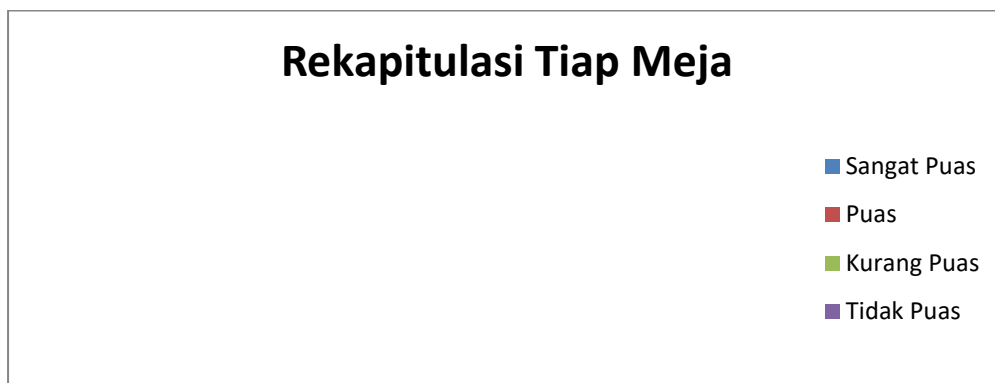 Rekapitulasi Tiap Meja
Sangat Puas
Puas
Kurang Puas
Tidak Puas